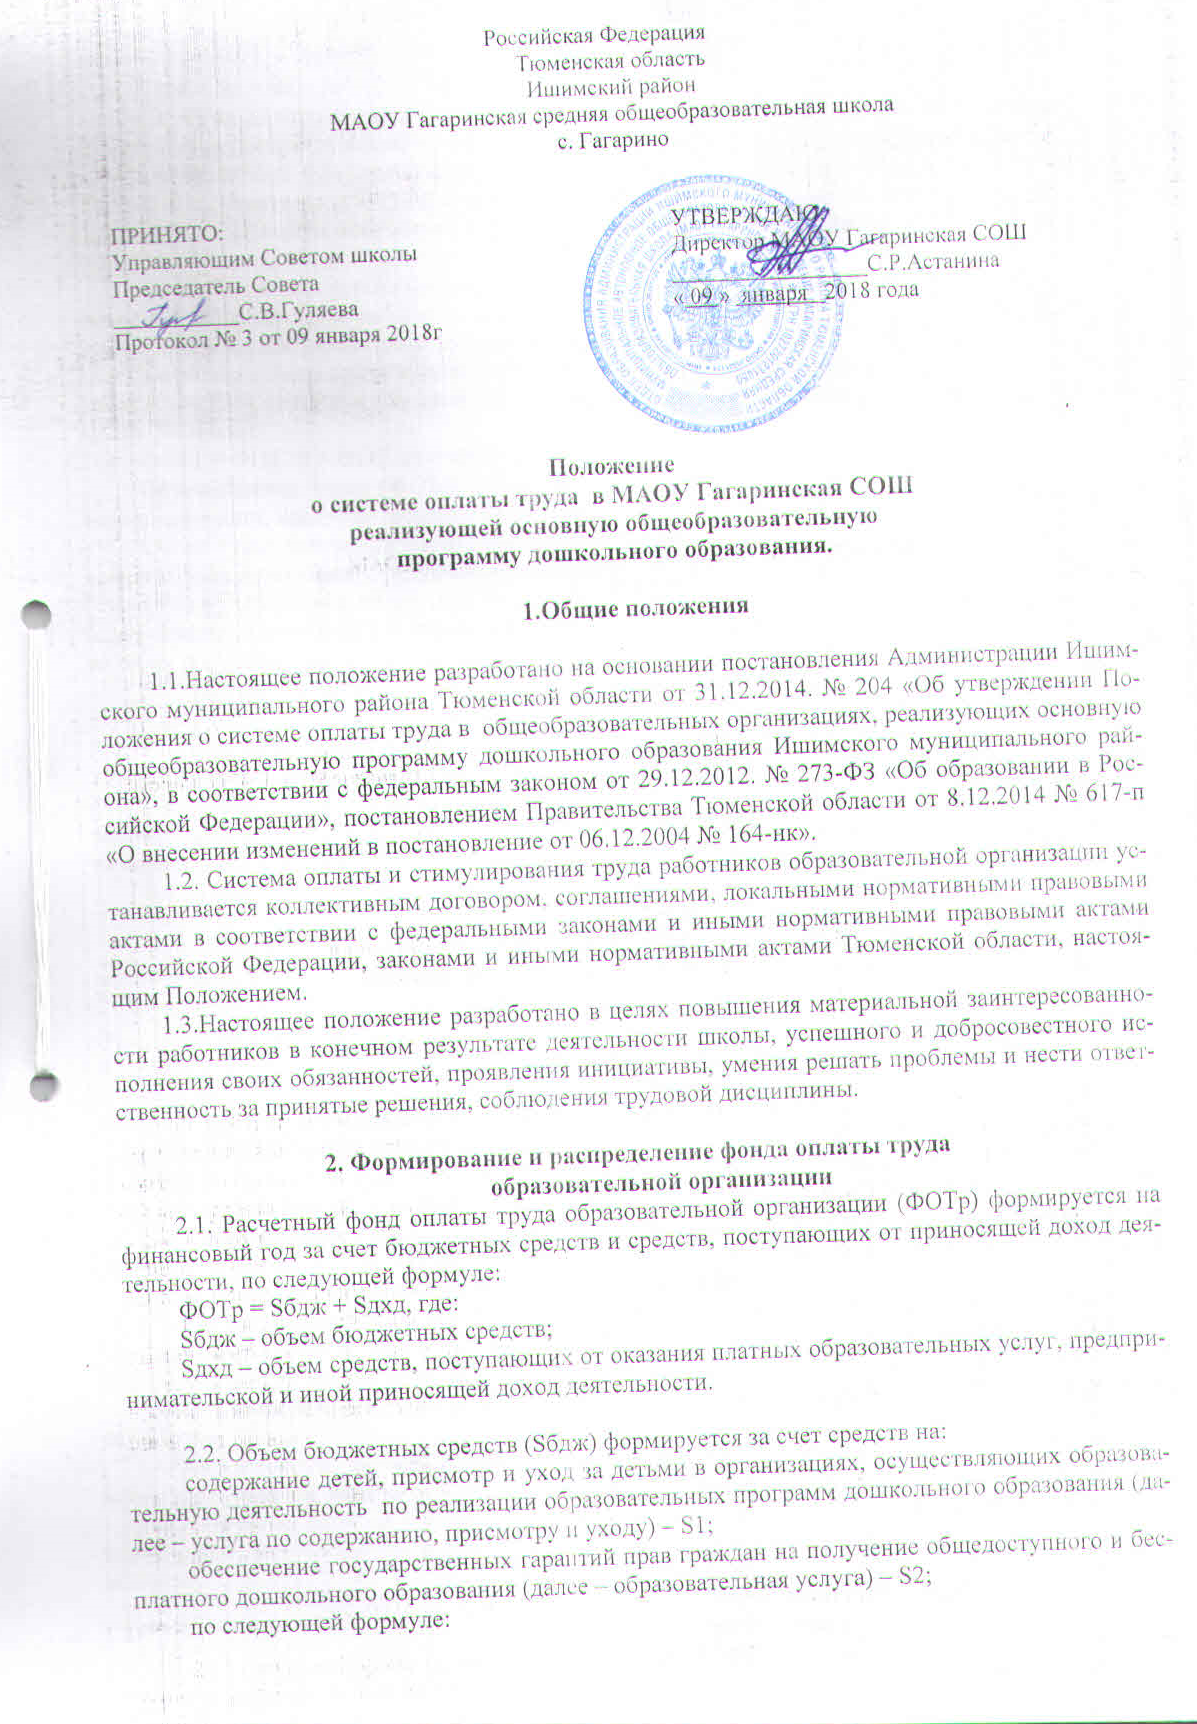 Российская Федерация
Тюменская область
Ишимский район
МАОУ Гагаринская средняя общеобразовательная школа
с. Гагарино
ПРИНЯТО:
Управляющим Советом школы
Председатель Совета
__________С.В.Гуляева
Протокол № 3 от 09 января 2018г
УТВЕРЖДАЮ:
Директор МАОУ Гагаринская СОШ
________________С.Р.Астанина
« 09 » января 2018 года
Положение
о системе оплаты труда в МАОУ Гагаринская СОШ
реализующей основную общеобразовательную
программу дошкольного образования.
1.Общие положения
1.1.Настоящее положение разработано на основании постановления Администрации Ишим-
ского муниципального района Тюменской области от 31.12.2014. № 204 «Об утверждении По-
ложения о системе оплаты труда в общеобразовательных организациях, реализующих основную
общеобразовательную программу дошкольного образования Ишимского муниципального рай-
она», в соответствии с федеральным законом от 29.12.2012. № 273-ФЗ «Об образовании в Рос-
сийской Федерации», постановлением Правительства Тюменской области от 8.12.2014 № 617-п
«О внесении изменений в постановление от 06.12.2004 № 164-нк».
1.2. Система оплаты и стимулирования труда работников образовательной организации ус-
танавливается коллективным договором. соглашениями, локальными нормативными правовыми
актами в соответствии с федеральными законами и иными нормативными правовыми актами
Российской Федерации, законами и иными нормативными актами Тюменской области, настоя-
щим Положением.
1.3.Настоящее положение разработано в целях повышения материальной заинтересованно-
сти работников в конечном результате деятельности школы, успешного и добросовестного ис-
полнения своих обязанностей, проявления инициативы, умения решать проблемы и нести ответ-
ственность за принятые решения, соблюдения трудовой дисциплины.
2. Формирование и распределение фонда оплаты труда
образовательной организации
2.1. Расчетный фонд оплаты труда образовательной организации (ФОТр) формируется на
финансовый год за счет бюджетных средств и средств, поступающих от приносящей доход дея-
тельности, по следующей формуле:
ФОТр = Sбдж + Sдхд, где:
Sбдж – объем бюджетных средств;
Sдхд – объем средств, поступающих от оказания платных образовательных услуг, предпри-
нимательской и иной приносящей доход деятельности.
2.2. Объем бюджетных средств (Sбдж) формируется за счет средств на:
содержание детей, присмотр и уход за детьми в организациях, осуществляющих образова-
тельную деятельность по реализации образовательных программ дошкольного образования (да-
лее – услуга по содержанию, присмотру и уходу) – S1;
обеспечение государственных гарантий прав граждан на получение общедоступного и бес-
платного дошкольного образования (далее – образовательная услуга) – S2;
по следующей формуле: